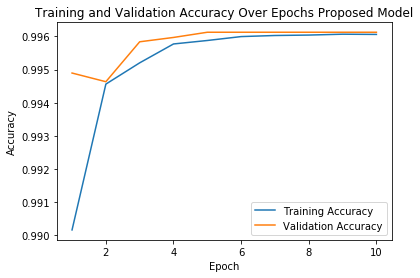 Training and Validation Accuracy Over Epochs Proposed Model
0.996
0.995
0.994
0.993
0.992
0.991
0.990
Accuracy
Training Accuracy
Validation Accuracy
2
4
6
8
10
Epoch